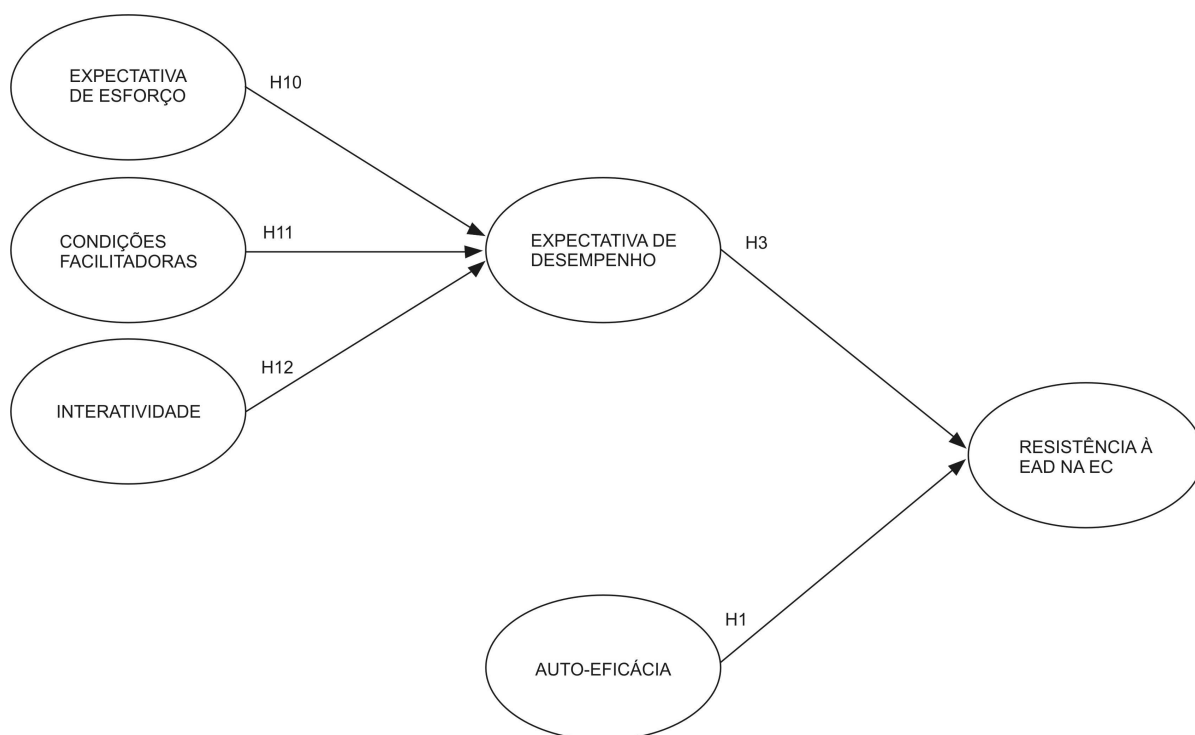 EXPECTATIVA
DE ESFORÇO
H10
CONDIÇÕES
FACILITADORAS
H11
EXPECTATIVA DE
DESEMPENHO
H3
INTERATIVIDADE
H12
RESISTÊNCIA À
EAD NA EC
AUTO-EFICÁCIA
H1